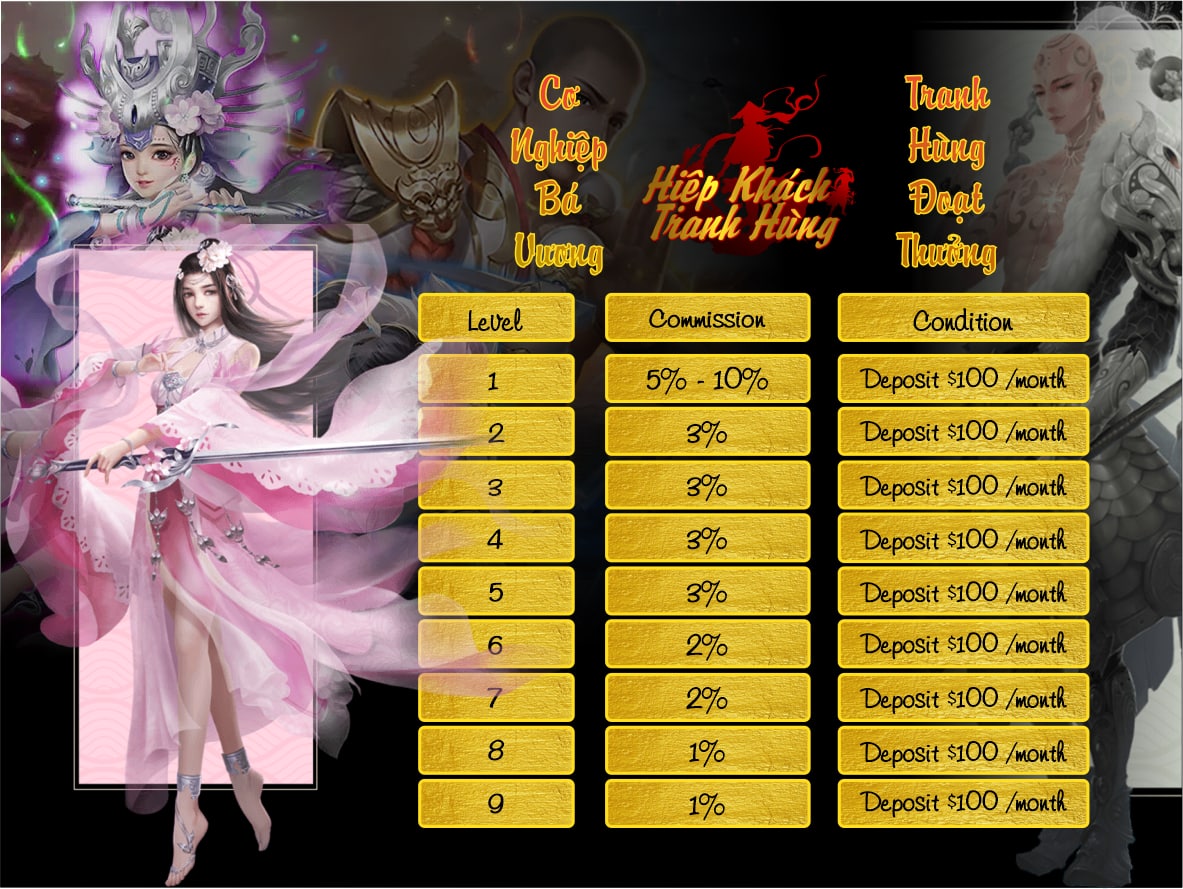 Cơ
Nghiệp
Bá
Vương
Hiệp Khách
Tranh Hùng
Tranh
Hùng
Đoạt
Thưởng
Level Commission Condition
1 5% - 10% Deposit $100 /month
2 3% Deposit $100 /month
3 3% Deposit $100 /month
4 3% Deposit $100 /month
5 3% Deposit $100 /month
6 2% Deposit $100 /month
7 2% Deposit $100 /month
8 1% Deposit $100 /month
9 1% Deposit $100 /month